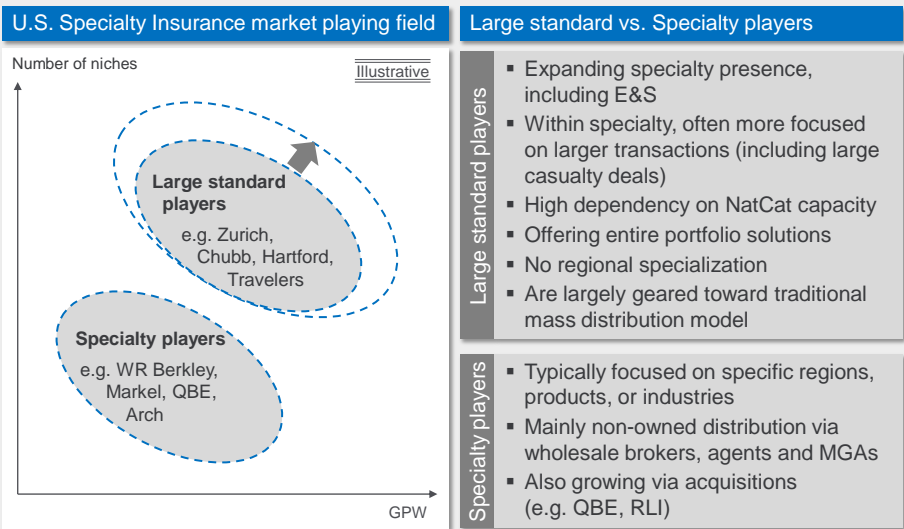 U.S. Specialty Insurance market playing field
Number of niches
Illustrative
Large standard
players
e.g. Zurich,
Chubb, Hartford,
Travelers
Specialty players
e.g. WR Berkley,
Markel, QBE,
Arch
GPW
Large standard vs. Specialty players
Large standard players
▪ Expanding specialty presence,
including E&S
▪ Within specialty, often more focused
on larger transactions (including large
casualty deals)
▪ High dependency on NatCat capacity
▪ Offering entire portfolio solutions
▪ No regional specialization
▪ Are largely geared toward traditional
mass distribution model
Specialty players
▪ Typically focused on specific regions,
products, or industries
▪ Mainly non-owned distribution via
wholesale brokers, agents and MGAs
▪ Also growing via acquisitions
(e.g. QBE, RLI)